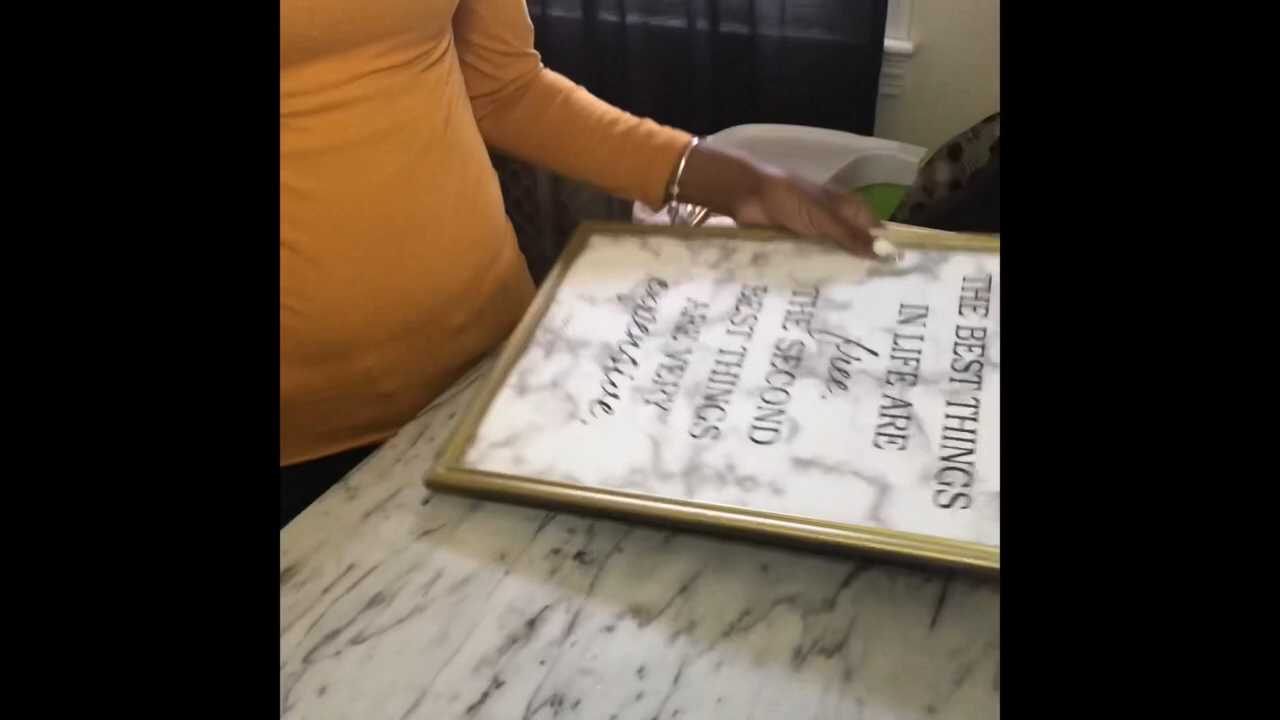 THE BEST THINGS
IN LIFE ARE
free.
THE SECOND
BEST THINGS
ARE VERY
expensive,